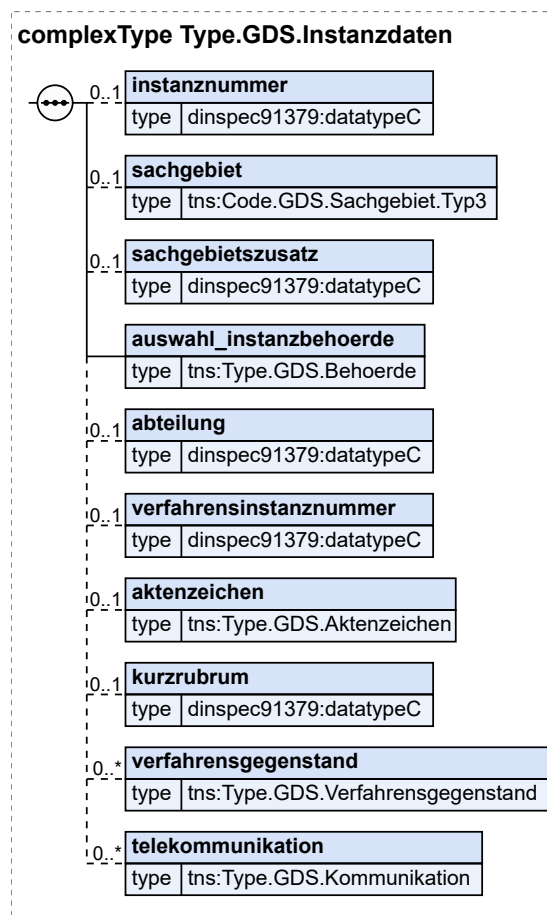 complexType Type.GDS.Instanzdaten
0..1 instanznummer
type dinspec91379:datatypeC
0..1 sachgebiet
type tns:Code.GDS.Sachgebiet.Typ3
0..1 sachgebietszusatz
type dinspec91379:datatypeC
auswahl_instanzbehoerde
type tns:Type.GDS.Behoerde
0..1 abteilung
type dinspec91379:datatypeC
0..1 verfahrensinstanznummer
type dinspec91379:datatypeC
0..1 aktenzeichen
type tns:Type.GDS.Aktenzeichen
0..1 kurzrubrum
type dinspec91379:datatypeC
0..* verfahrensgegenstand
type tns:Type.GDS.Verfahrensgegenstand
0..* telekommunikation
type tns:Type.GDS.Kommunikation